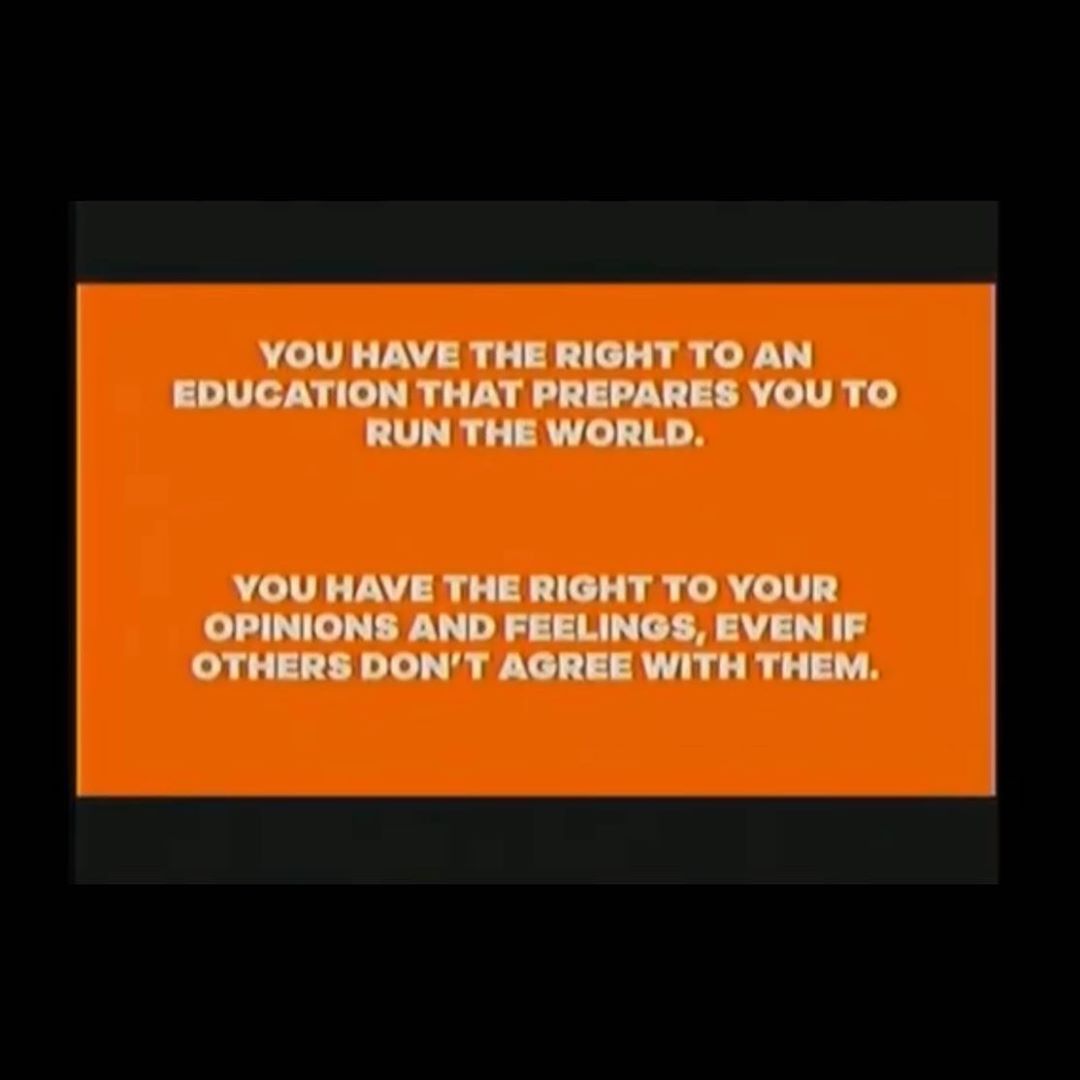 YOU HAVE THE RIGHT TO AN
EDUCATION THAT PREPARES YOU TO
RUN THE WORLD.
YOU HAVE THE RIGHT TO YOUR
OPINIONS AND FEELINGS, EVEN IF
OTHERS DON'T AGREE WITH THEM.